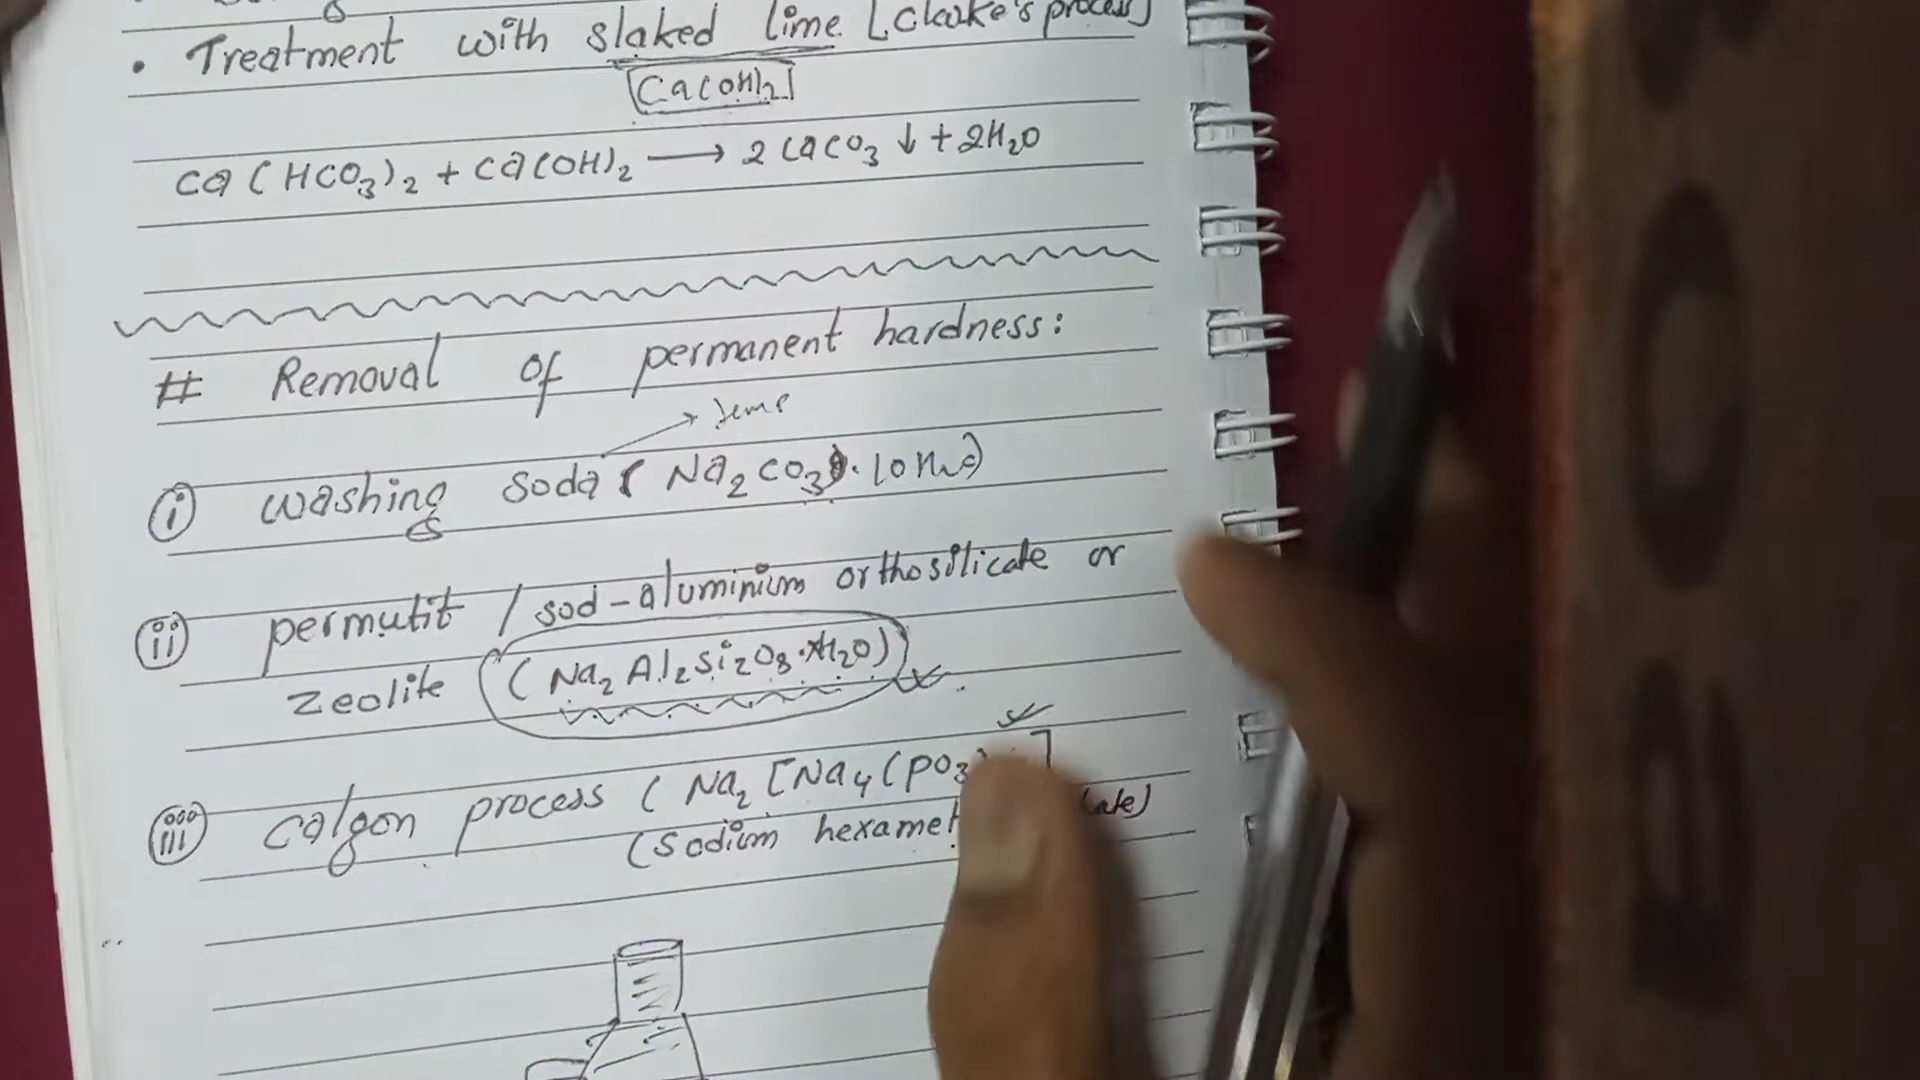 • Treatment with slaked lime [Clarke's process]
[Ca(OH)2]
Ca(HCO3)2 + Ca(OH)2 → 2CaCO3 ↓ + 2H2O
# Removal of permanent hardness:
(i) washing soda (Na2CO3).10H2O)
(ii) permutit / sod-aluminium orthosilicate or
zeolite (Na2Al2Si2O8.xH2O)
(iii) calgon process (Na2[Na4(PO3 ]
(sodium